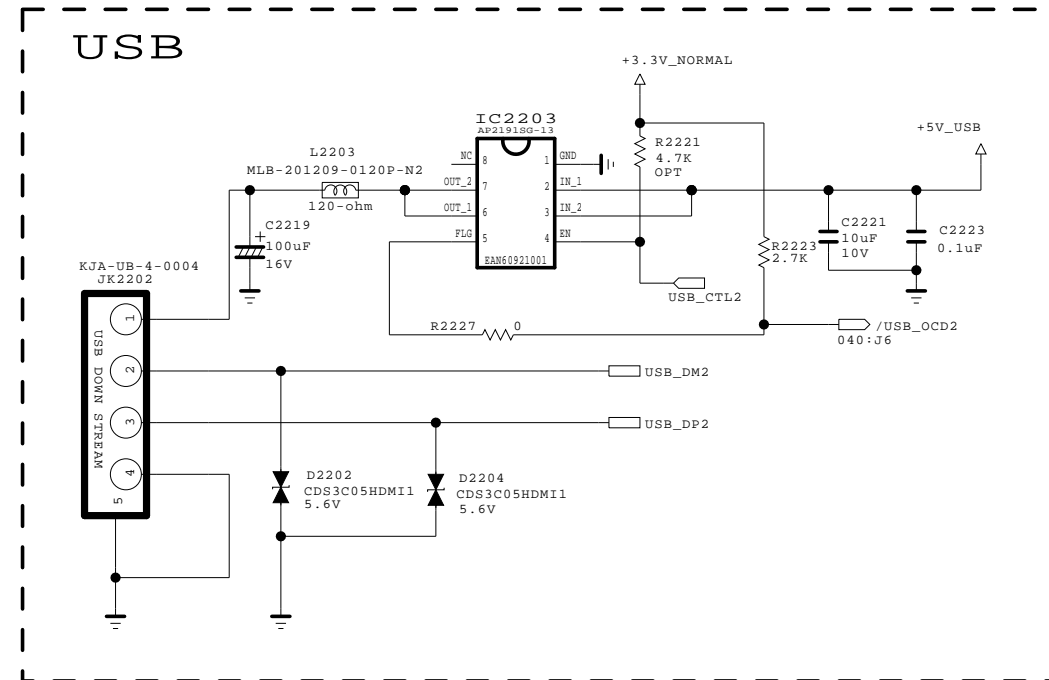 USB
+3.3V_NORMAL
IC2203
AP2191SG-13
+5V_USB
R2221
4.7K
OPT
L2203
MLB-201209-0120P-N2
120-ohm
NC
8
1
GND
OUT_2
7
2
IN_1
OUT_1
6
3
IN_2
FLG
5
4
EN
EAN60921001
C2219
+
100uF
16V
R2223
2.7K
C2221
10uF
10V
C2223
0.1uF
KJA-UB-4-0004
JK2202
USB_CTL2
R2227
0
/USB_OCD2
040:J6
USB DOWN STREAM
1
2
3
4
5
USB_DM2
USB_DP2
D2202
CDS3C05HDMI1
5.6V
D2204
CDS3C05HDMI1
5.6V